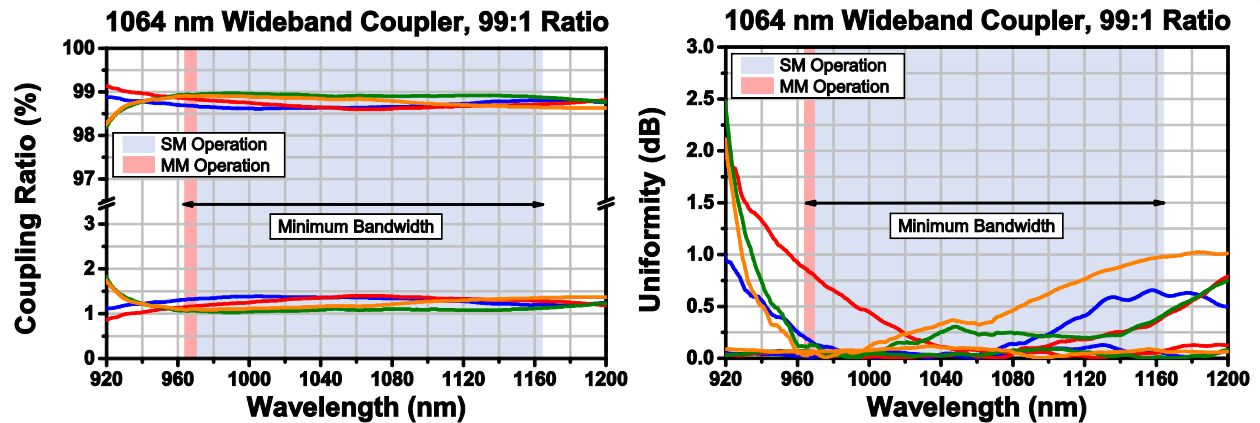 1064 nm Wideband Coupler, 99:1 Ratio
Coupling Ratio (%)
100
99
98
97
3
2
1
0
SM Operation
MM Operation
Minimum Bandwidth
920 960 1000 1040 1080 1120 1160 1200
Wavelength (nm)
1064 nm Wideband Coupler, 99:1 Ratio
Uniformity (dB)
3.0
2.5
2.0
1.5
1.0
0.5
0.0
SM Operation
MM Operation
Minimum Bandwidth
920 960 1000 1040 1080 1120 1160 1200
Wavelength (nm)